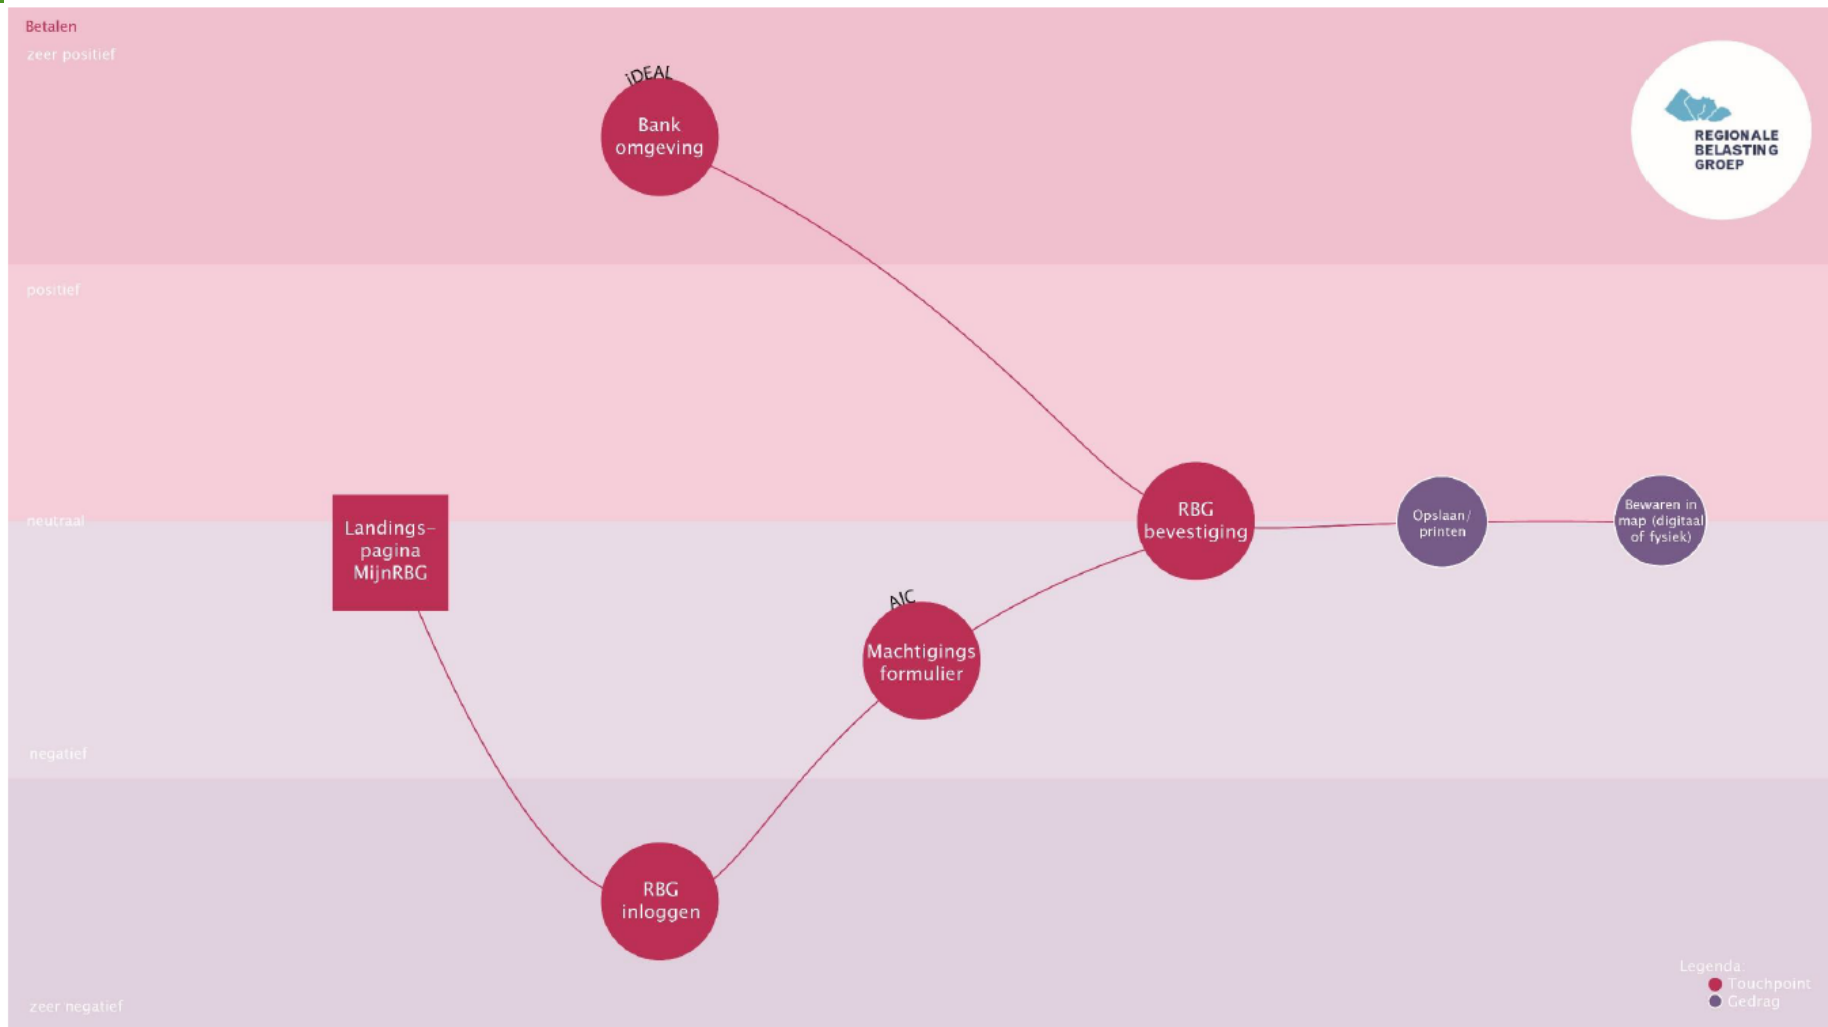 Betalen
zeer positief
iDEAL
Bank
omgeving
REGIONALE
BELASTING
GROEP
positief
neutraal
Landings-
pagina
MijnRBG
RBG
bevestiging
Opslaan/
printen
Bewaren in
map (digitaal
of fysiek)
AIC
Machtigings
formulier
negatief
RBG
inloggen
zeer negatief
Legenda
Touchpoint
Gedrag